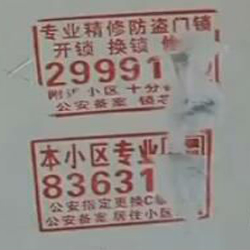 专业精修防盗门锁
开锁 换锁
29991
附近小区 十分
公安备案 锁芯
本小区专业
83631
公安指定更换C
公安备案 居住小区